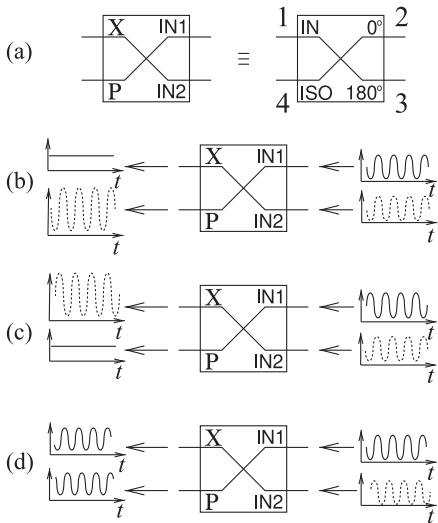 1 2
(a) X IN1 ≡ IN 0°
P IN2 ISO 180°
4 3
(b) t X IN1 t
t P IN2 t
(c) t X IN1 t
t P IN2 t
(d) t X IN1 t
t P IN2 t